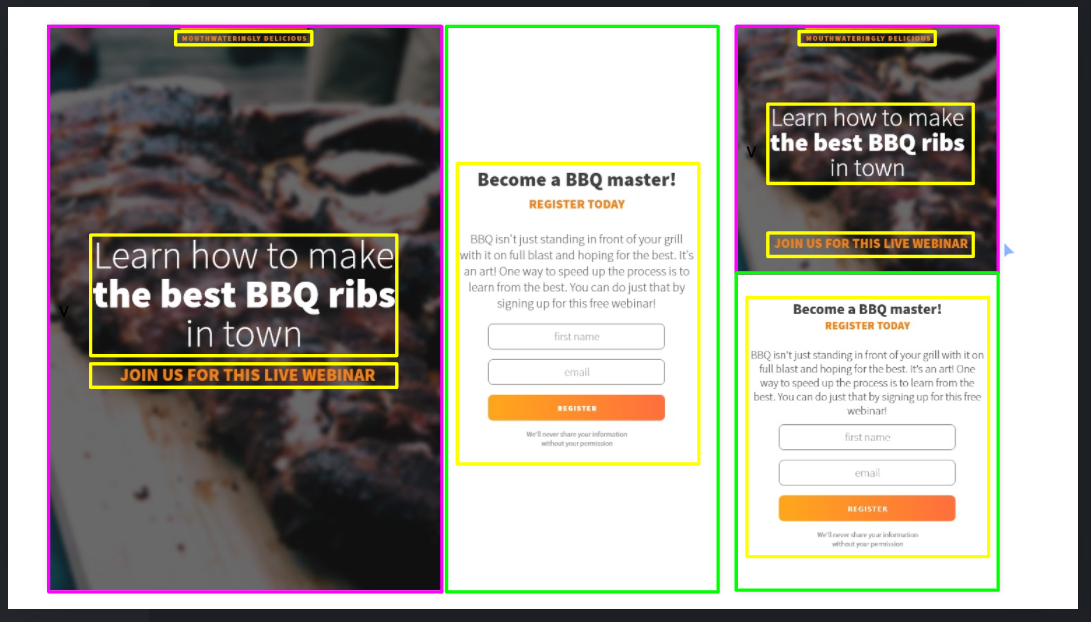 MOUTHWATERINGLY DELICIOUS
Learn how to make
the best BBQ ribs
in town
JOIN US FOR THIS LIVE WEBINAR
V
Become a BBQ master!
REGISTER TODAY
BBQ isn't just standing in front of your grill
with it on full blast and hoping for the best. It's
an art! One way to speed up the process is to
learn from the best. You can do just that by
signing up for this free webinar!
first name
email
REGISTER
We'll never share your information
without your permission
MOUTHWATERINGLY DELICIOUS
Learn how to make
the best BBQ ribs
in town
V
JOIN US FOR THIS LIVE WEBINAR
Become a BBQ master!
REGISTER TODAY
BBQ isn't just standing in front of your grill with it on
full blast and hoping for the best. It's an art! One
way to speed up the process is to learn from the
best. You can do just that by signing up for this free
webinar!
first name
email
REGISTER
We'll never share your information
without your permission